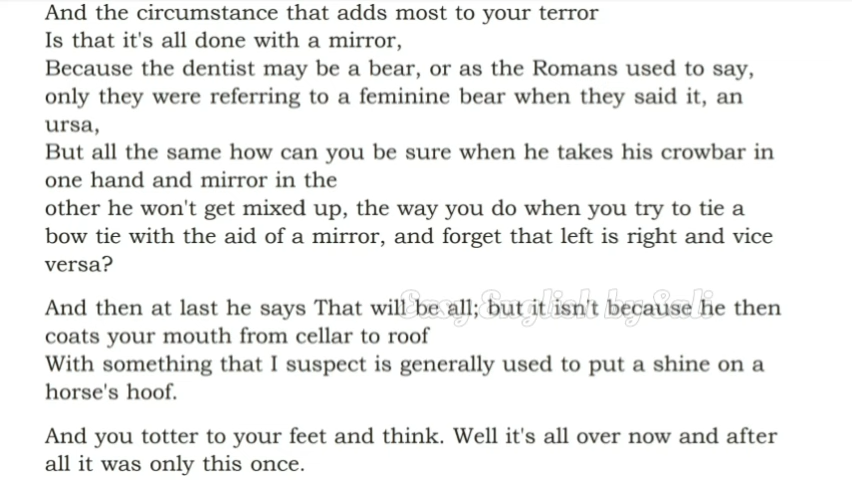 And the circumstance that adds most to your terror
Is that it's all done with a mirror,
Because the dentist may be a bear, or as the Romans used to say,
only they were referring to a feminine bear when they said it, an
ursa,
But all the same how can you be sure when he takes his crowbar in
one hand and mirror in the
other he won't get mixed up, the way you do when you try to tie a
bow tie with the aid of a mirror, and forget that left is right and vice
versa?
And then at last he says That will be all; but it isn't because he then
coats your mouth from cellar to roof
With something that I suspect is generally used to put a shine on a
horse's hoof.
And you totter to your feet and think. Well it's all over now and after
all it was only this once.
Easy English by Sali